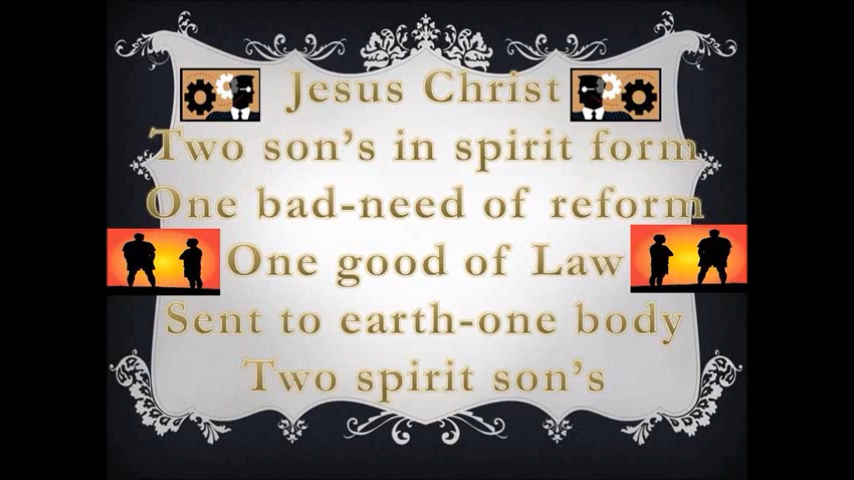 Jesus Christ
Two son's in spirit form
One bad-need of reform
One good of Law
Sent to earth-one body
Two spirit son's